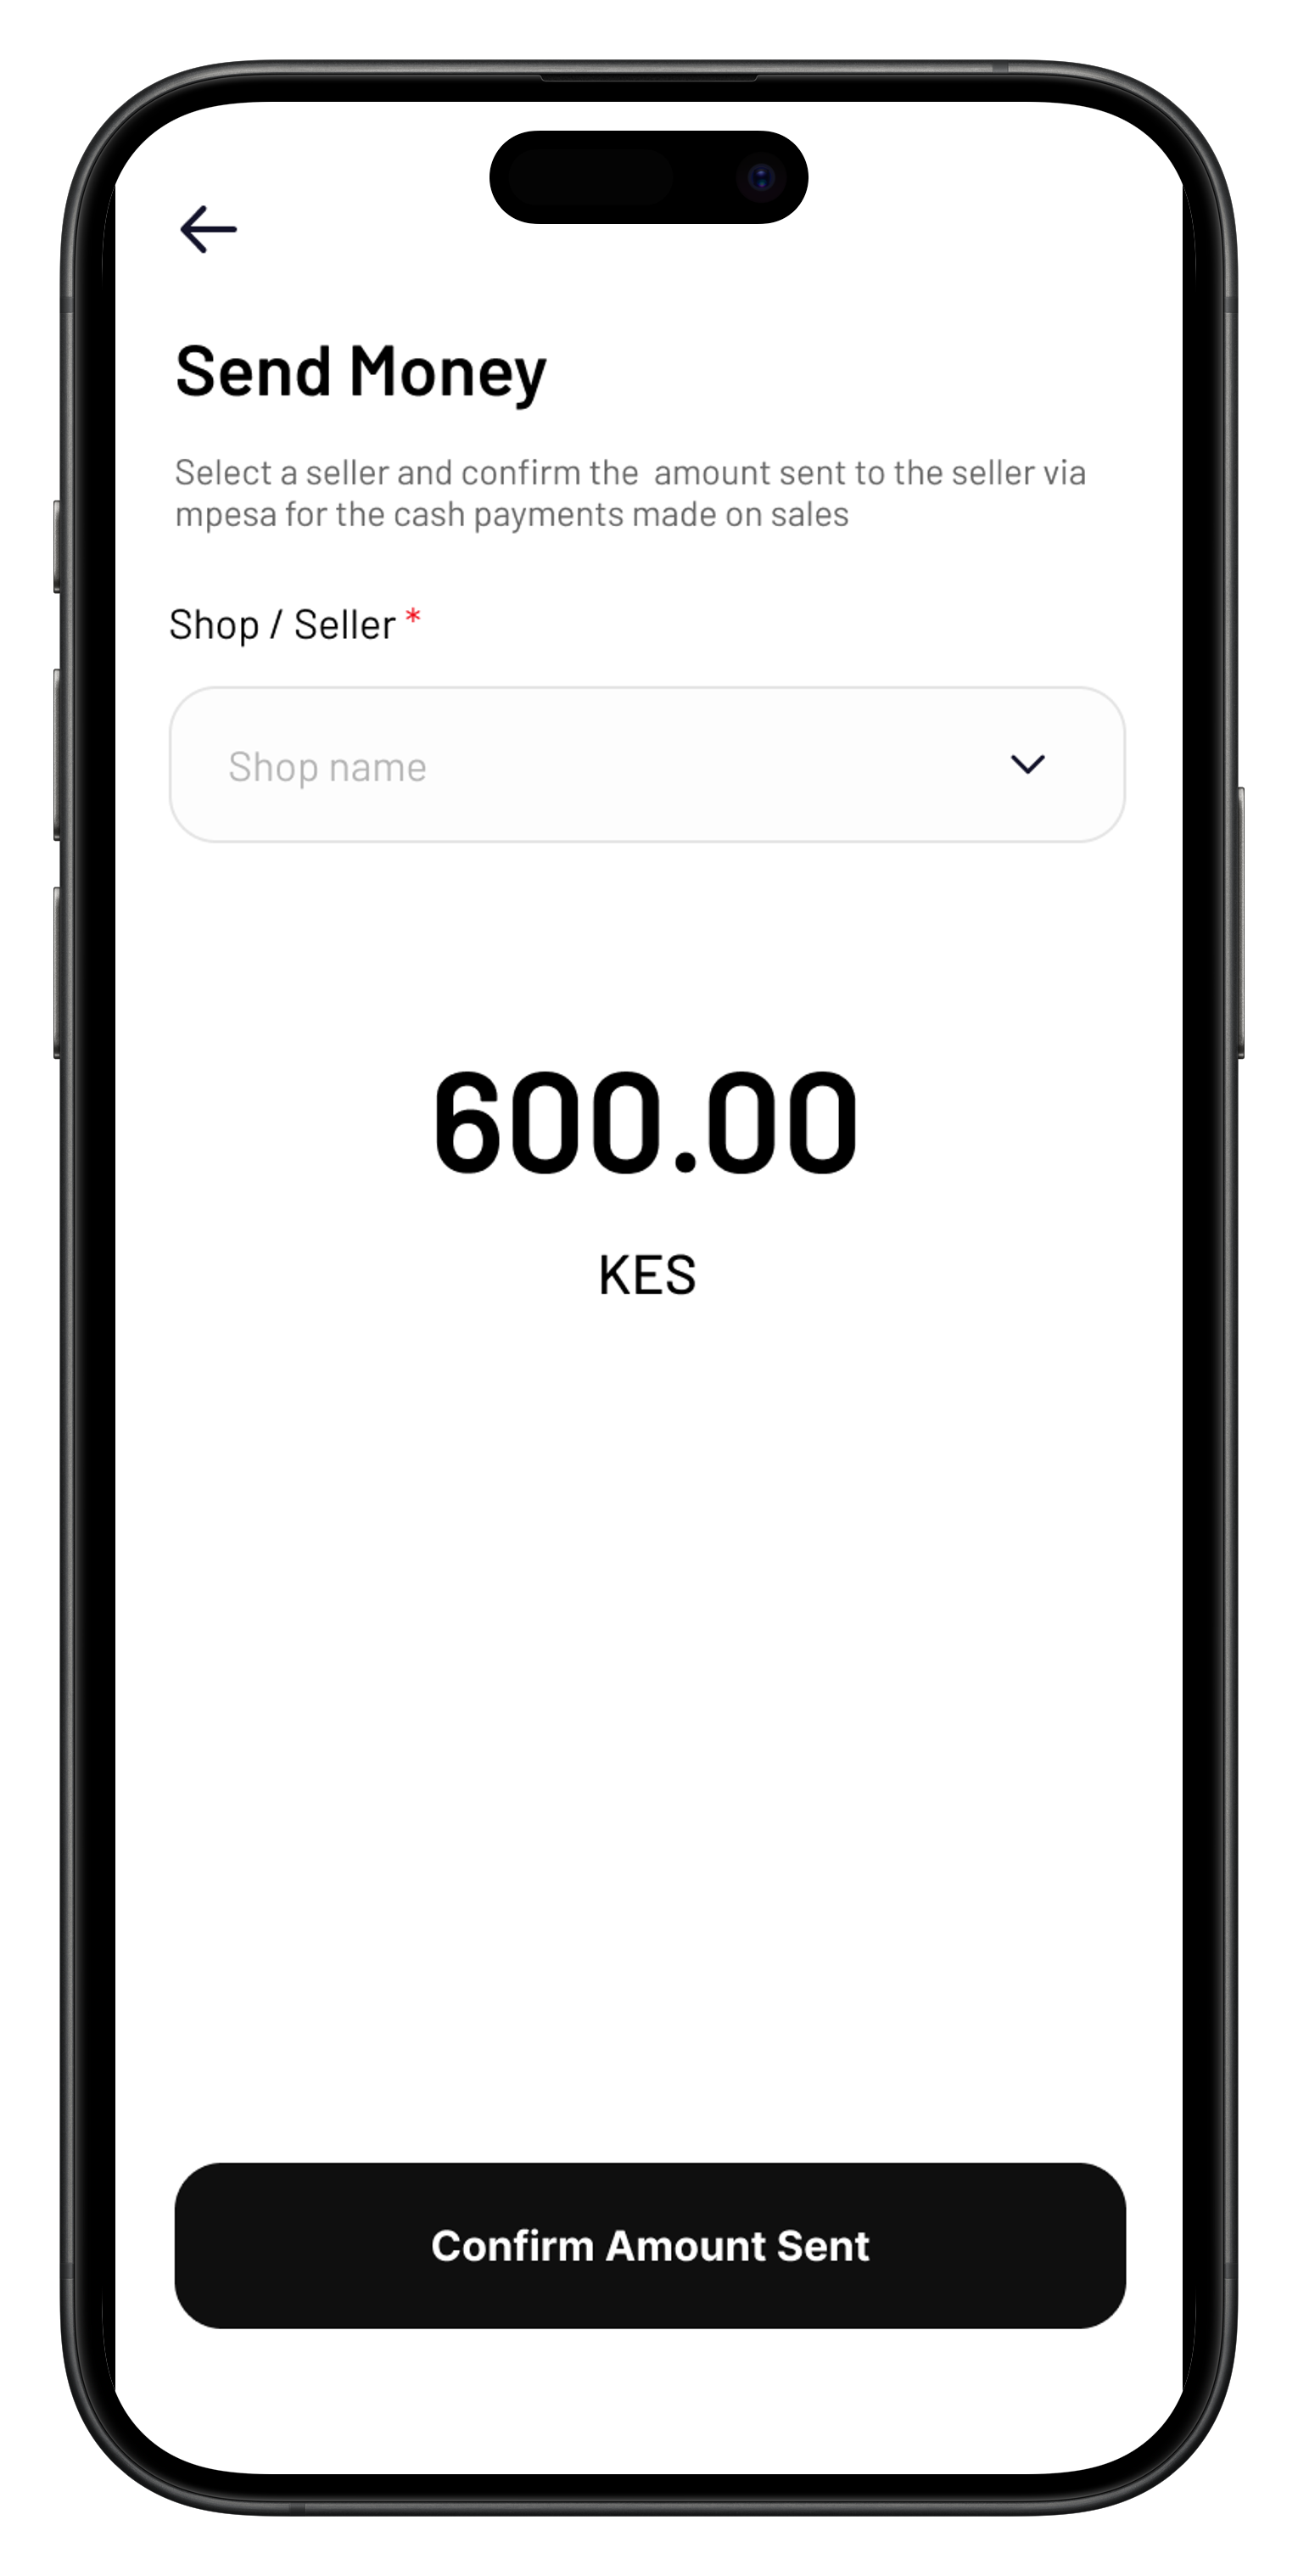 Send Money
Select a seller and confirm the  amount sent to the seller via
mpesa for the cash payments made on sales
Shop / Seller *
Shop name
600.00
KES
Confirm Amount Sent